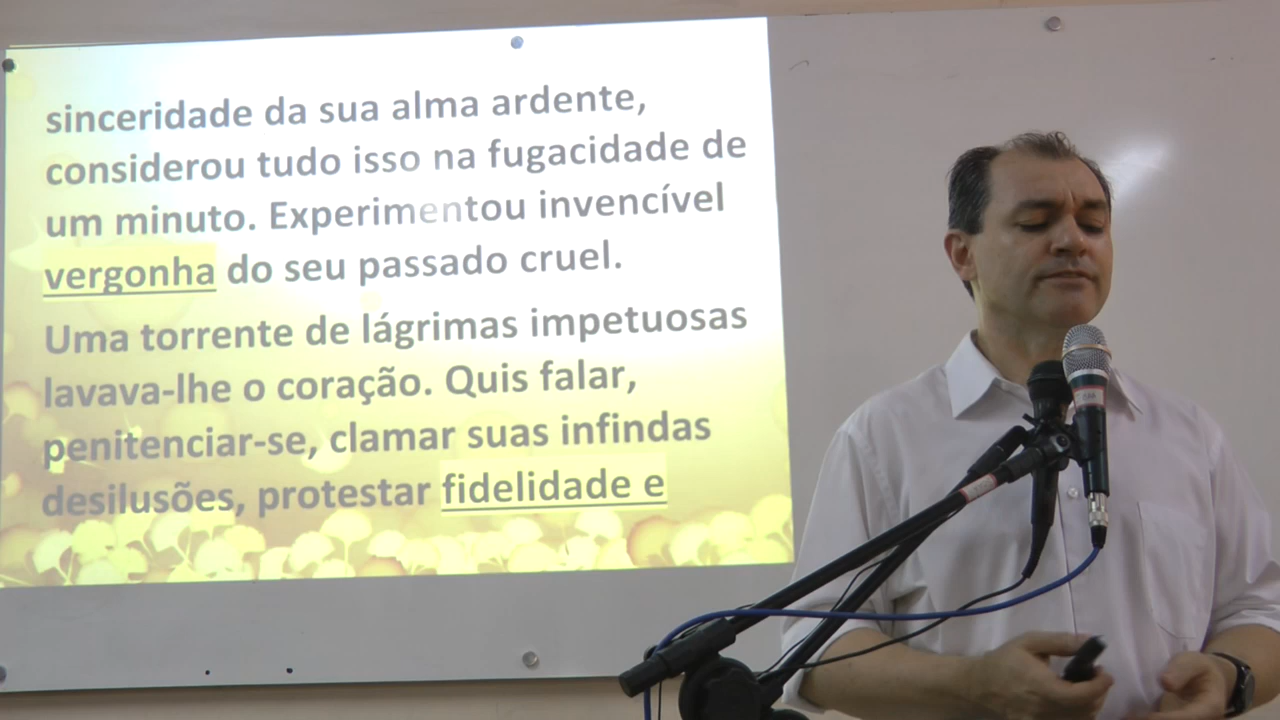 sinceridade da sua alma ardente,
considerou tudo isso na fugacidade de
um minuto. Experimentou invencível
vergonha do seu passado cruel.
Uma torrente de lágrimas impetuosas
lavava-lhe o coração. Quis falar,
penitenciar-se, clamar suas infindas
desilusões, protestar fidelidade e